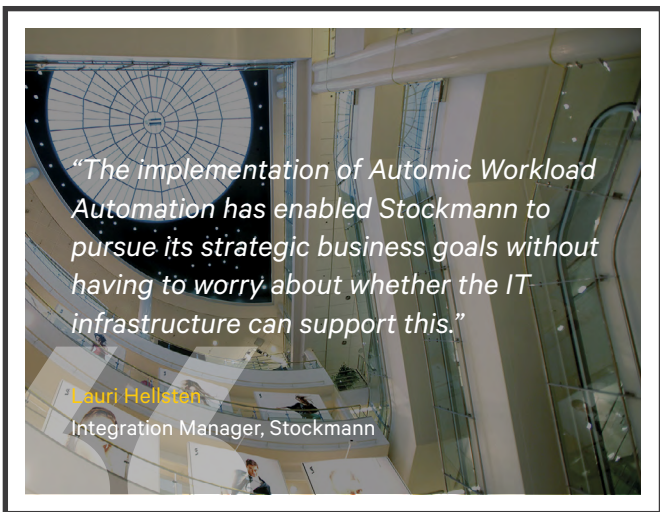 “The implementation of Automic Workload
Automation has enabled Stockmann to
pursue its strategic business goals without
having to worry about whether the IT
infrastructure can support this.”
Lauri Hellsten
Integration Manager, Stockmann